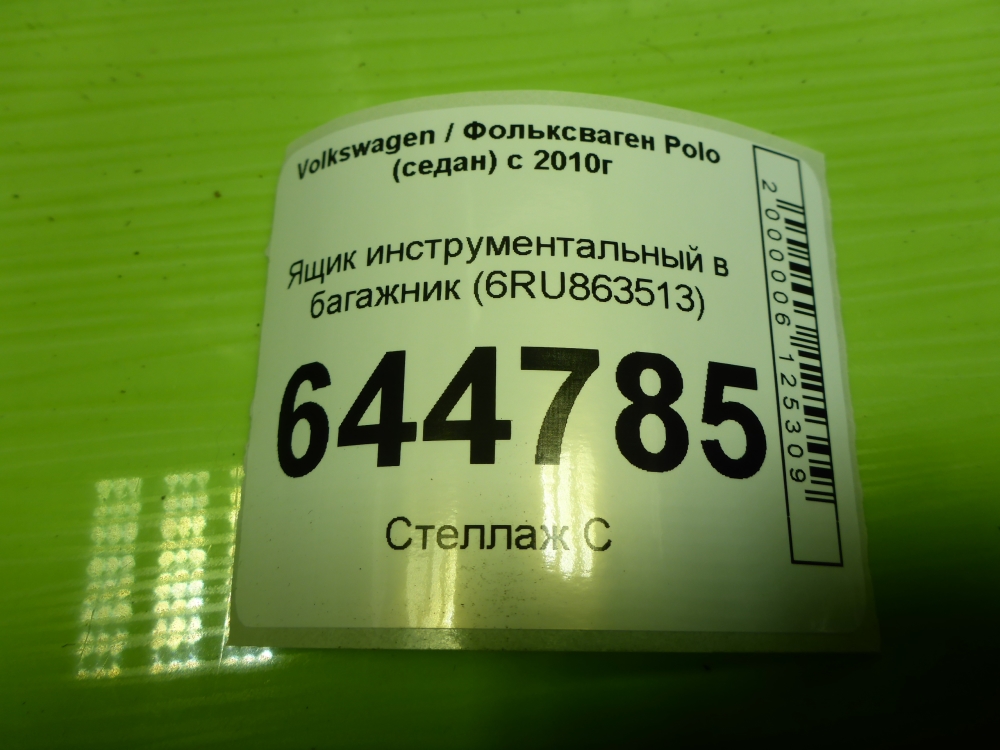 Volkswagen / Фольксваген Polo
(седан) с 2010г
Ящик инструментальный в
багажник (6RU863513)
644785
Стеллаж С
2000006125309